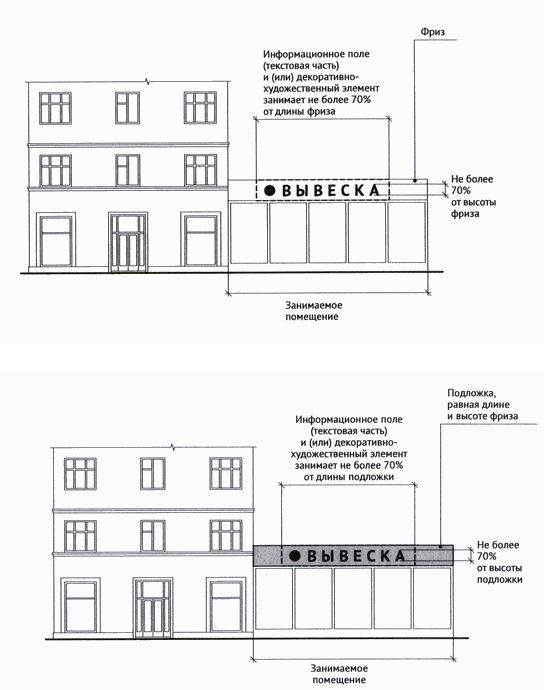 Фриз
Информационное поле
(текстовая часть)
и (или) декоративно-
художественный элемент
занимает не более 70%
от длины фриза
Не более
70%
от высоты
фриза
ВЫВЕСКА
Занимаемое
помещение
Подложка,
равная длине
и высоте фриза
Информационное поле
(текстовая часть)
и (или) декоративно-
художественный элемент
занимает не более 70%
от длины подложки
Не более
70%
от высоты
подложки
ВЫВЕСКА
Занимаемое
помещение